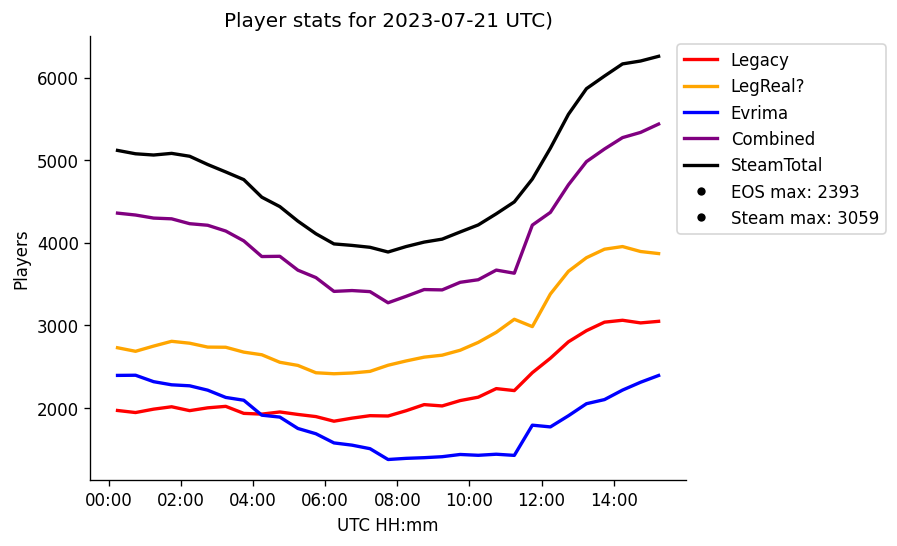 Player stats for 2023-07-21 UTC)
Legacy
LegReal?
Evrima
Combined
SteamTotal
EOS max: 2393
Steam max: 3059
Players
6000
5000
4000
3000
2000
00:00 02:00 04:00 06:00 08:00 10:00 12:00 14:00
UTC HH:mm